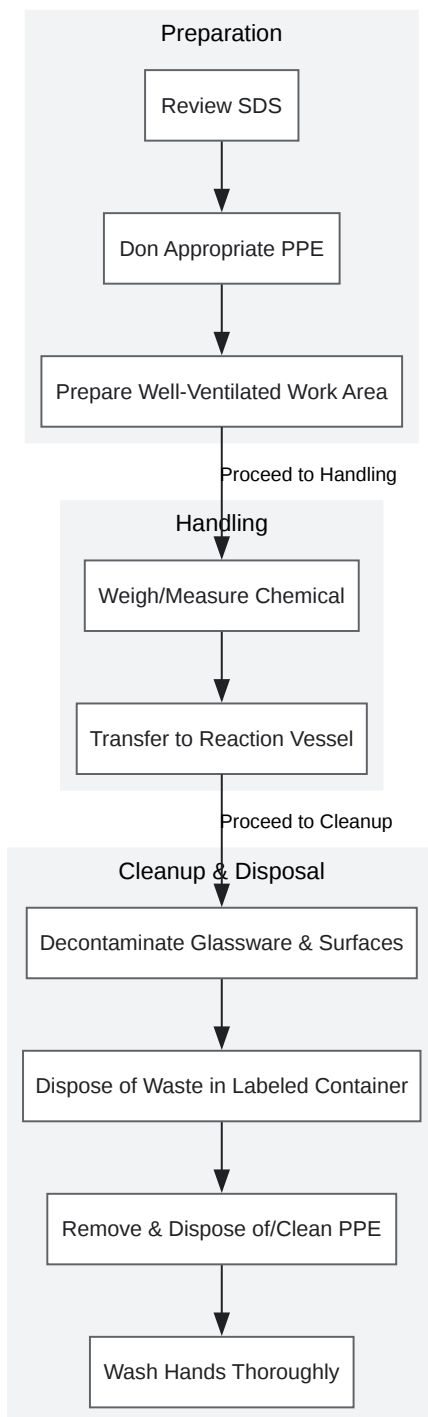 Preparation
Review SDS
Don Appropriate PPE
Prepare Well-Ventilated Work Area
Proceed to Handling
Handling
Weigh/Measure Chemical
Transfer to Reaction Vessel
Proceed to Cleanup
Cleanup & Disposal
Decontaminate Glassware & Surfaces
Dispose of Waste in Labeled Container
Remove & Dispose of/Clean PPE
Wash Hands Thoroughly